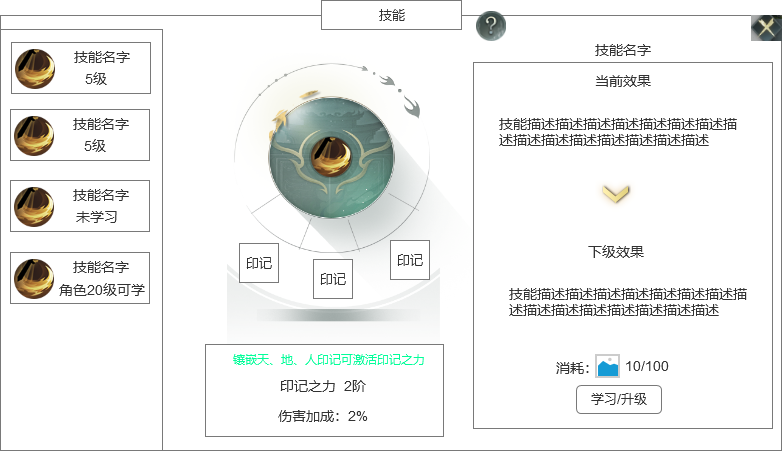 技能
?
技能名字
5级
技能名字
5级
技能名字
未学习
技能名字
角色20级可学
印记
印记
印记
镶嵌天、地、人印记可激活印记之力
印记之力 2阶
伤害加成：2%
技能名字
当前效果
技能描述描述描述描述描述描述描述描
述描述描述描述描述描述描述描述
下级效果
技能描述描述描述描述描述描述描述描
述描述描述描述描述描述描述描述
消耗： 10/100
学习/升级